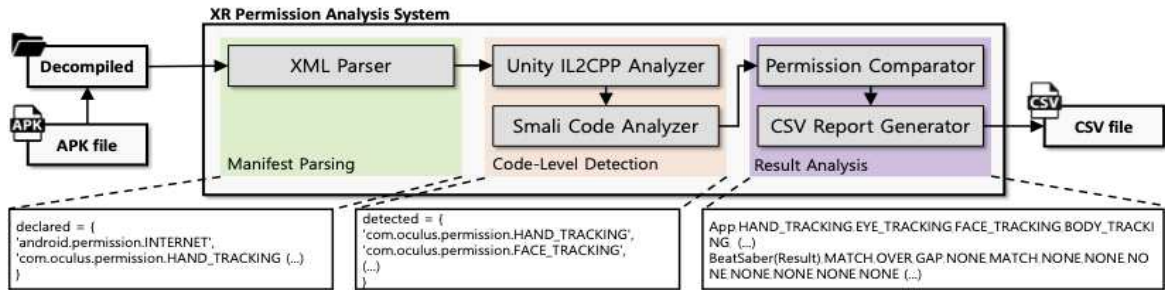 XR Permission Analysis System
Decompiled
APK
APK file
XML Parser
Manifest Parsing
Unity IL2CPP Analyzer
Smali Code Analyzer
Code-Level Detection
Permission Comparator
CSV Report Generator
Result Analysis
CSV
CSV file
declared = {
'android.permission.INTERNET',
'com.oculus.permission.HAND_TRACKING (...)
}
detected = {
'com.oculus.permission.HAND_TRACKING',
'com.oculus.permission.FACE_TRACKING',
(...)
}
App,HAND_TRACKING,EYE_TRACKING,FACE_TRACKING,BODY_TRACKI
NG, (...)
BeatSaber(Result),MATCH,OVER,GAP,NONE,MATCH,NONE,NONE,NO
NE,NONE,NONE,NONE,NONE (...)